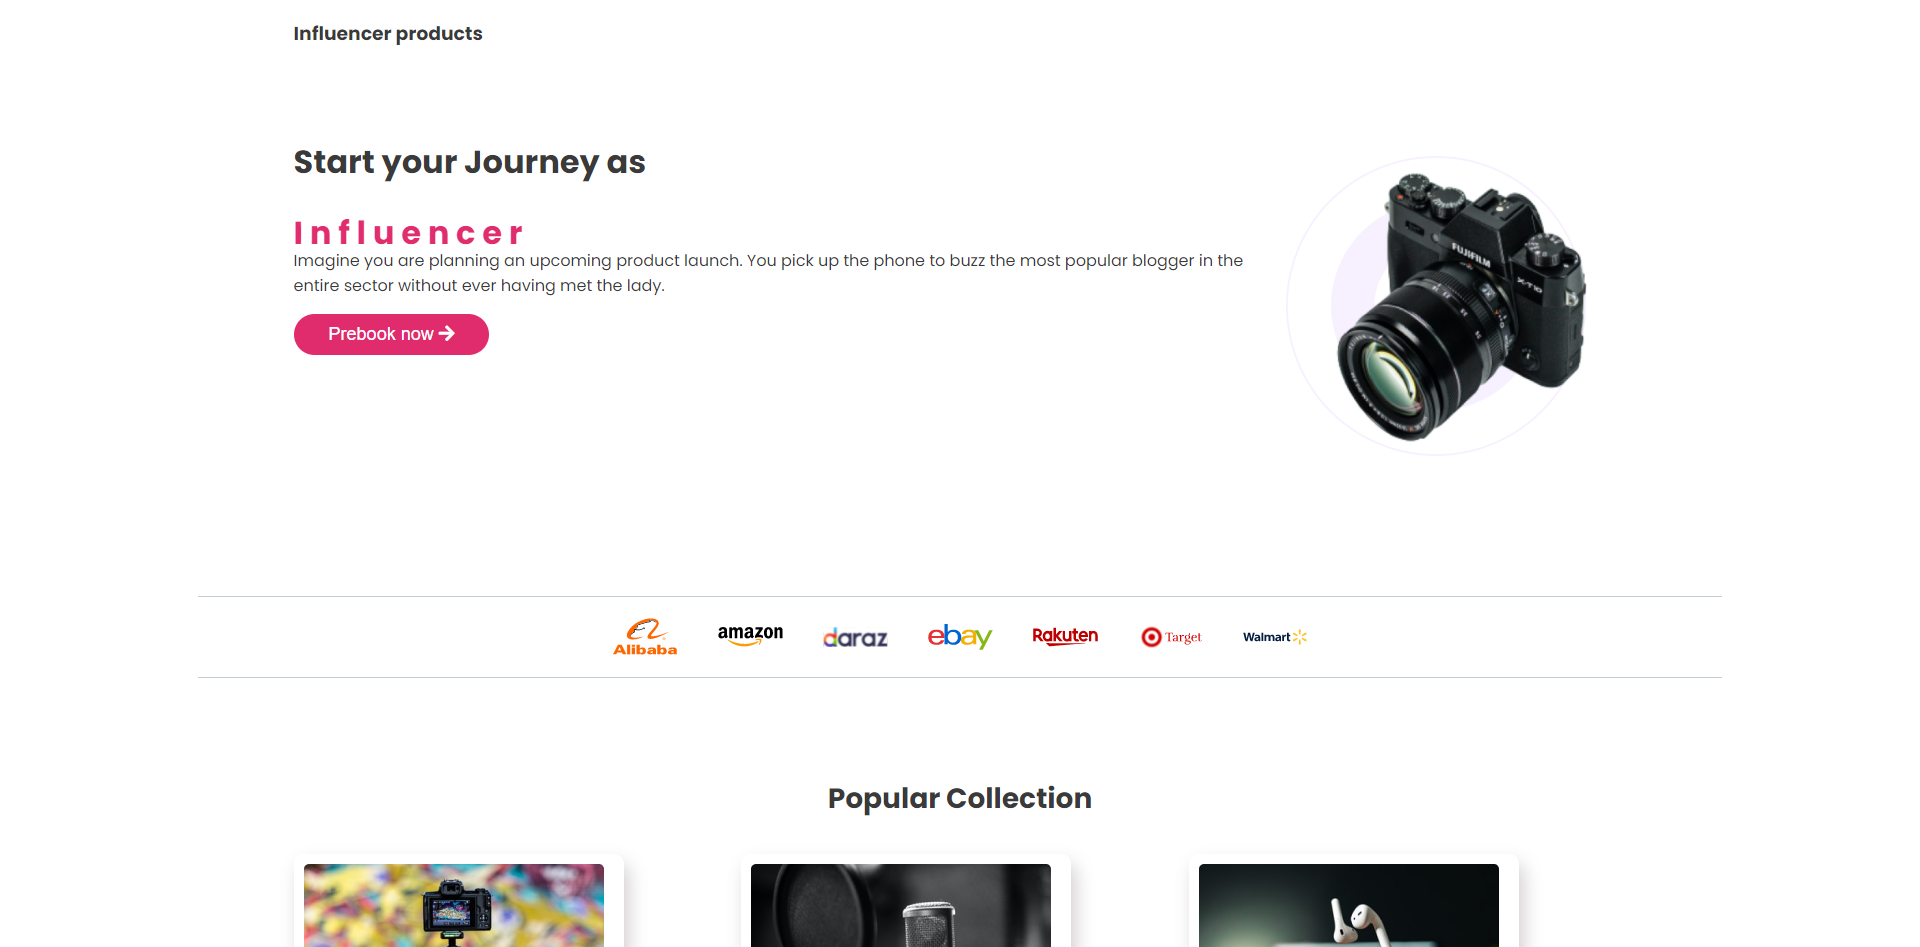 Influencer products
Start your Journey as
Influencer
Imagine you are planning an upcoming product launch. You pick up the phone to buzz the most popular blogger in the
entire sector without ever having met the lady.
Prebook now
FUJIFILM
X-T10
Alibaba
amazon
daraz
ebay
Rakuten
Target
Walmart
Popular Collection